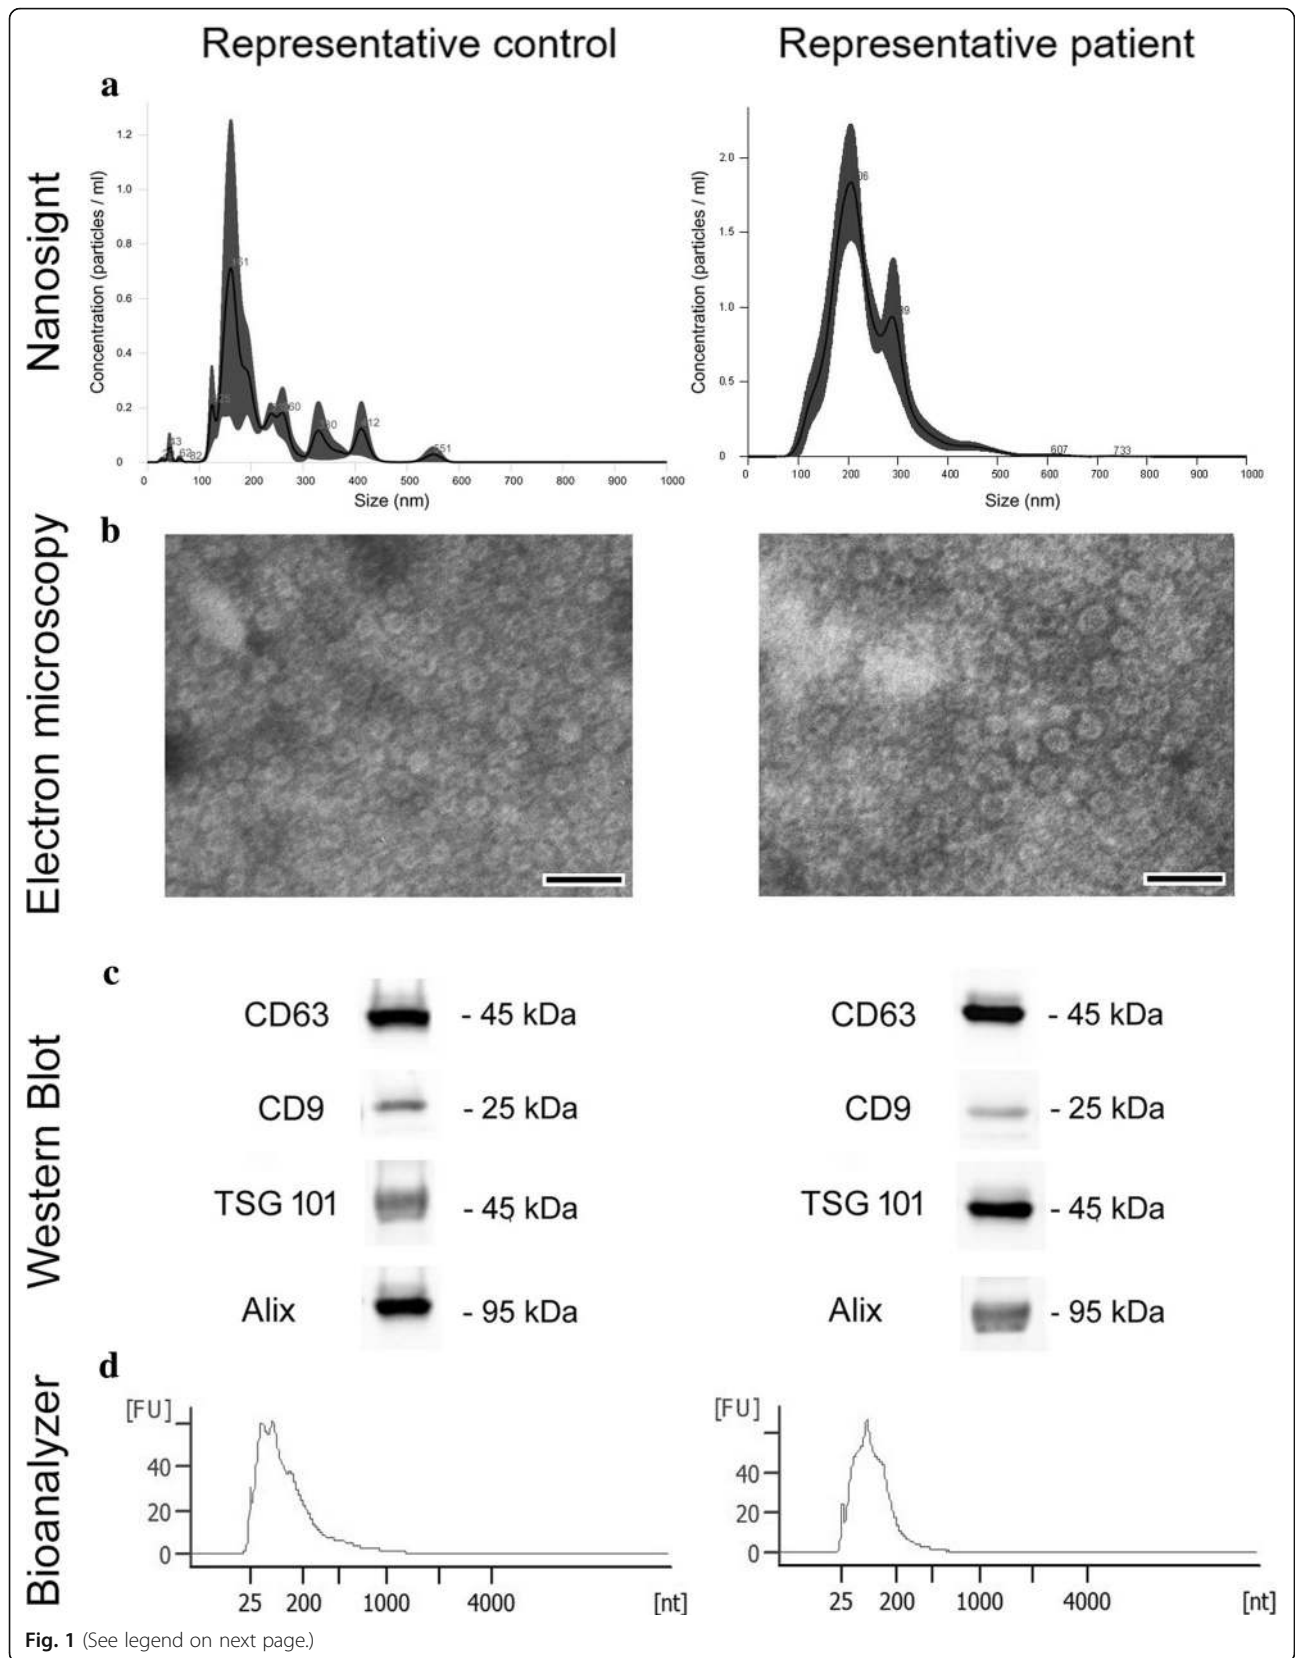 Representative control
Representative patient
a
Nanosignt
Concentration (particles / ml)
1.2
1.0
0.8
0.6
0.4
0.2
0
43
62
82
161
551
0 100 200 300 400 500 600 700 800 900 1000
Size (nm)
Concentration (particles / ml)
2.0
1.5
1.0
0.5
0
607
733
0 100 200 300 400 500 600 700 800 900 1000
Size (nm)
b
Electron microscopy
c
Western Blot
CD63 - 45 kDa
CD9 - 25 kDa
TSG 101 - 45 kDa
Alix - 95 kDa
CD63 - 45 kDa
CD9 - 25 kDa
TSG 101 - 45 kDa
Alix - 95 kDa
d
Bioanalyzer
[FU]
40
20
0
25 200 1000 4000 [nt]
[FU]
40
20
0
25 200 1000 4000 [nt]
Fig. 1 (See legend on next page.)